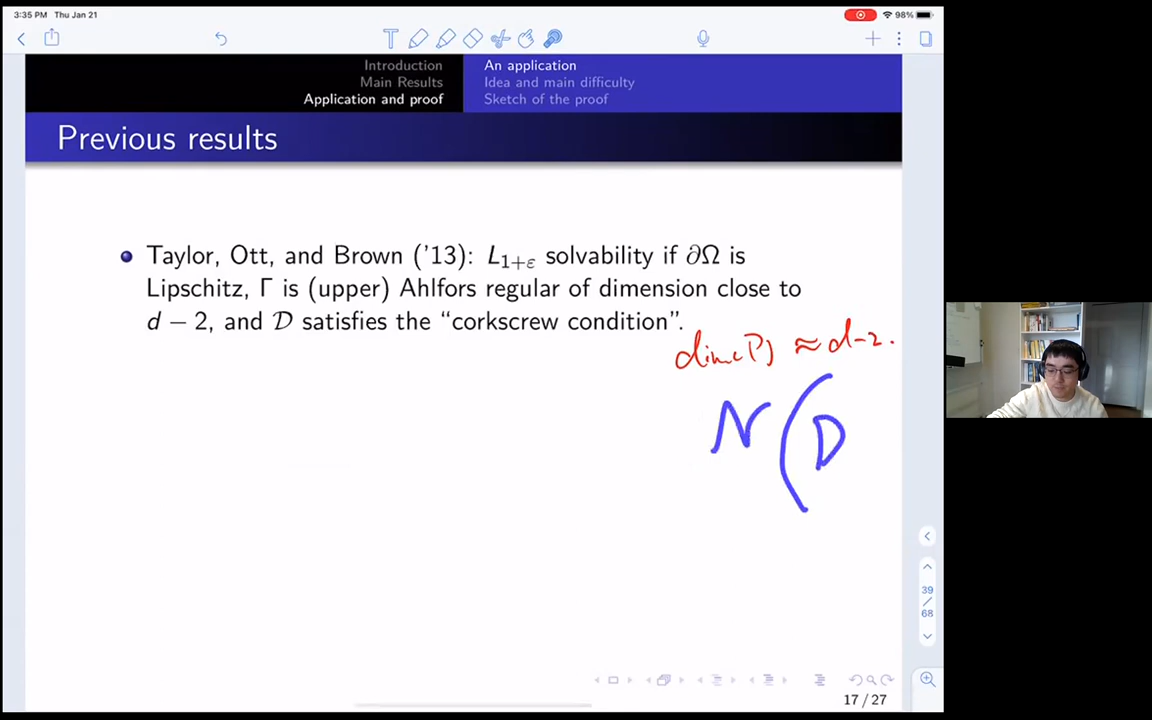 3:35 PM Thu Jan 21
98%
Introduction
Main Results
Application and proof
An application
Idea and main difficulty
Sketch of the proof
Previous results
Taylor, Ott, and Brown ('13): L₁₊ε solvability if ∂Ω is
Lipschitz, Γ is (upper) Ahlfors regular of dimension close to
d − 2, and 𝒟 satisfies the “corkscrew condition”.
dim(Γ) ≈ d-2.
N ( D
39
/
68
17 / 27